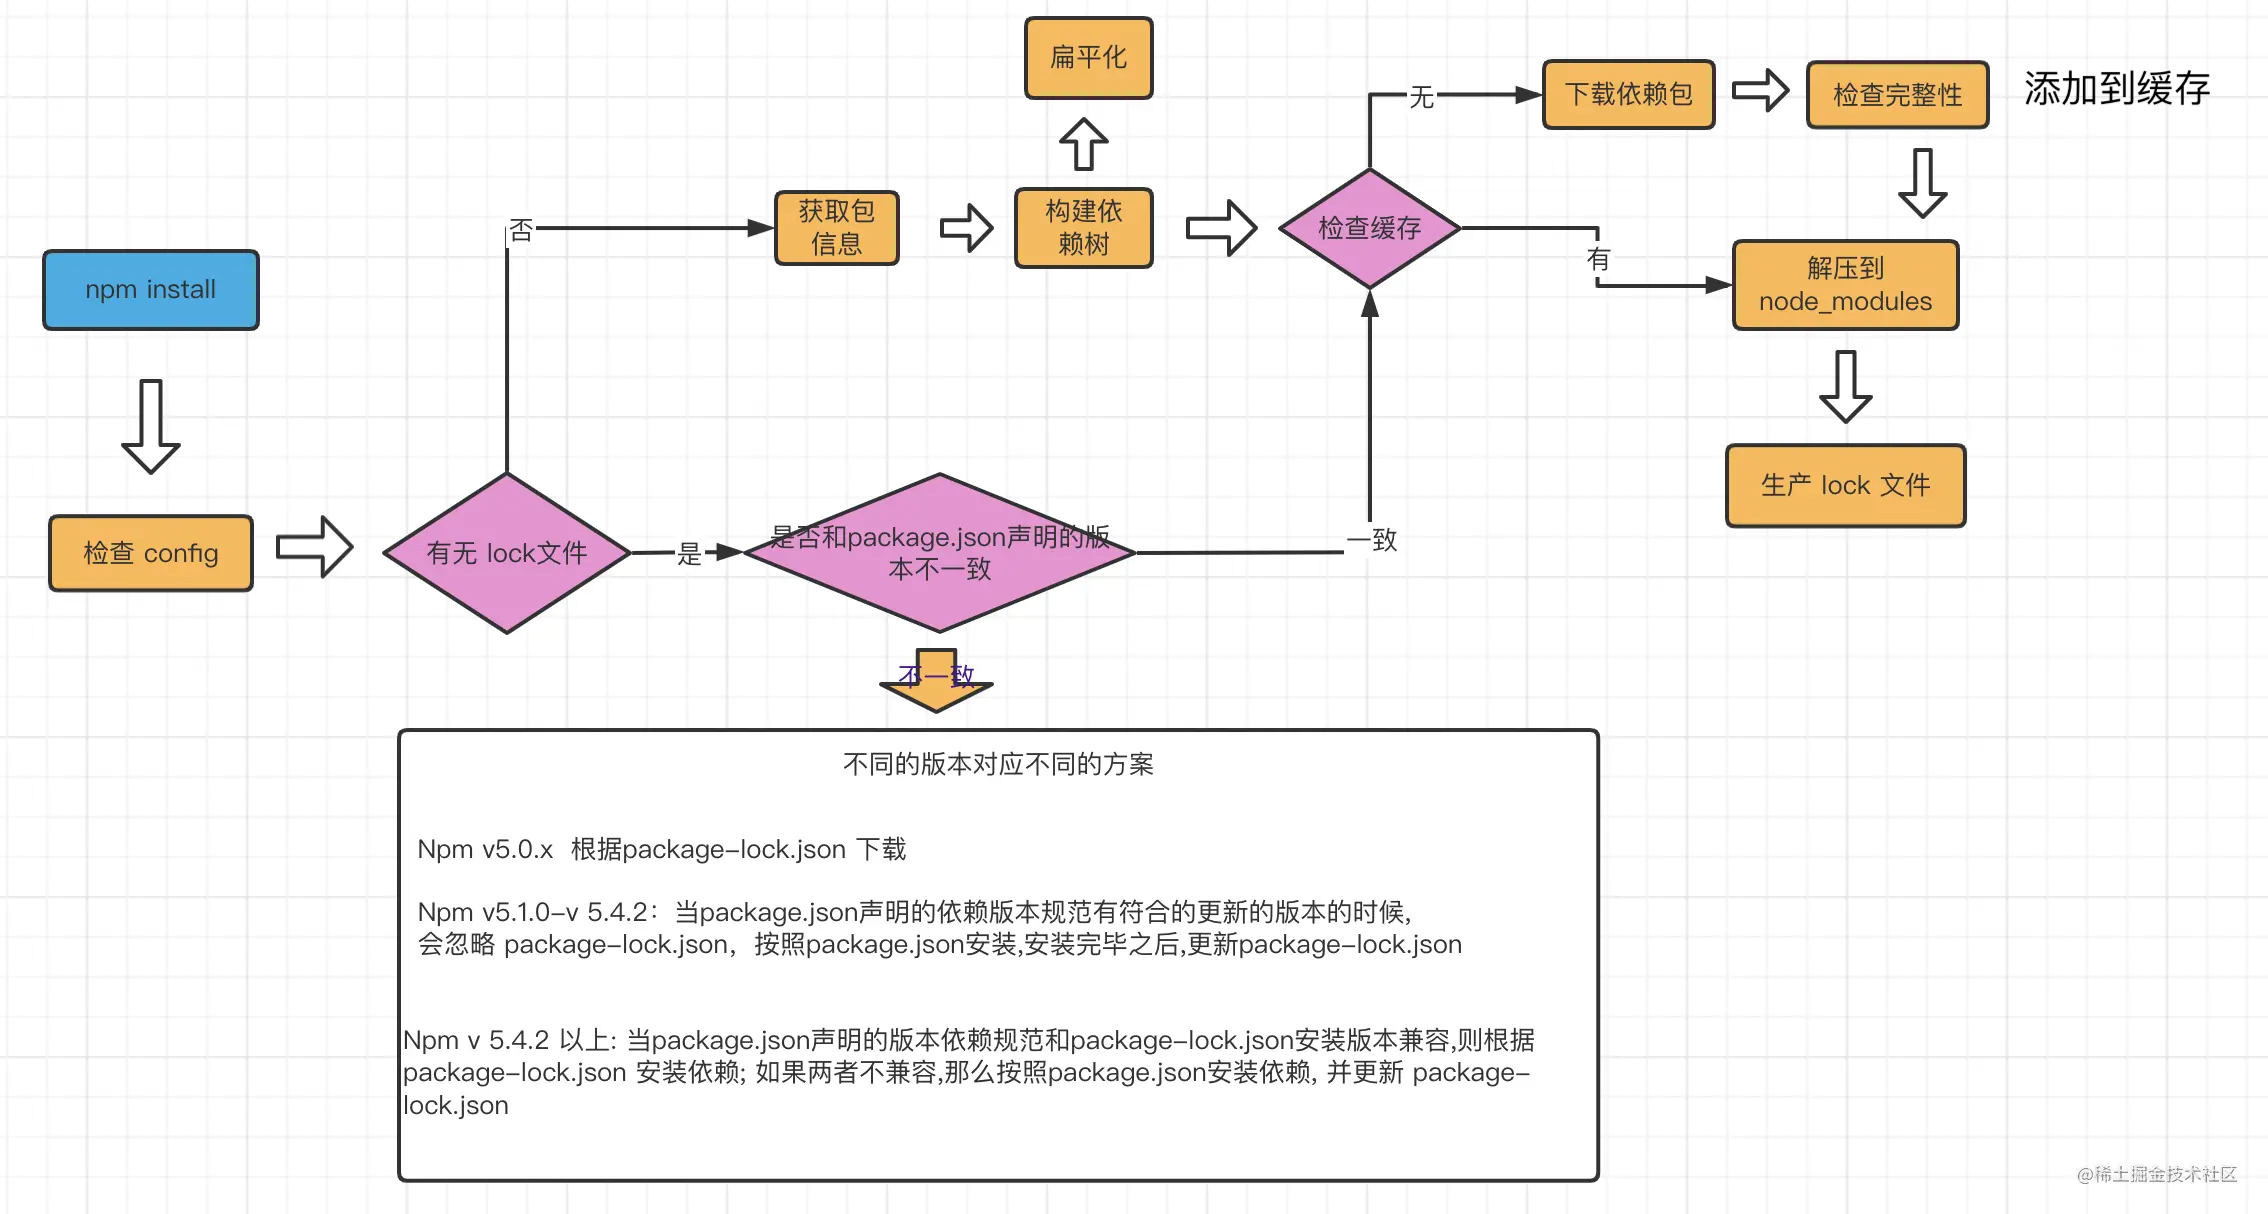 扁平化
无
下载依赖包
检查完整性
添加到缓存
否
获取包
信息
构建依
赖树
检查缓存
有
解压到
node_modules
npm install
生产 lock 文件
检查 config
有无 lock文件
是
是否和package.json声明的版
本不一致
一致
不一致
不同的版本对应不同的方案
Npm v5.0.x 根据package-lock.json 下载
Npm v5.1.0-v 5.4.2：当package.json声明的依赖版本规范有符合的更新的版本的时候,
会忽略 package-lock.json，按照package.json安装,安装完毕之后,更新package-lock.json
Npm v 5.4.2 以上: 当package.json声明的版本依赖规范和package-lock.json安装版本兼容,则根据
package-lock.json 安装依赖; 如果两者不兼容,那么按照package.json安装依赖, 并更新 package-
lock.json
@稀土掘金技术社区